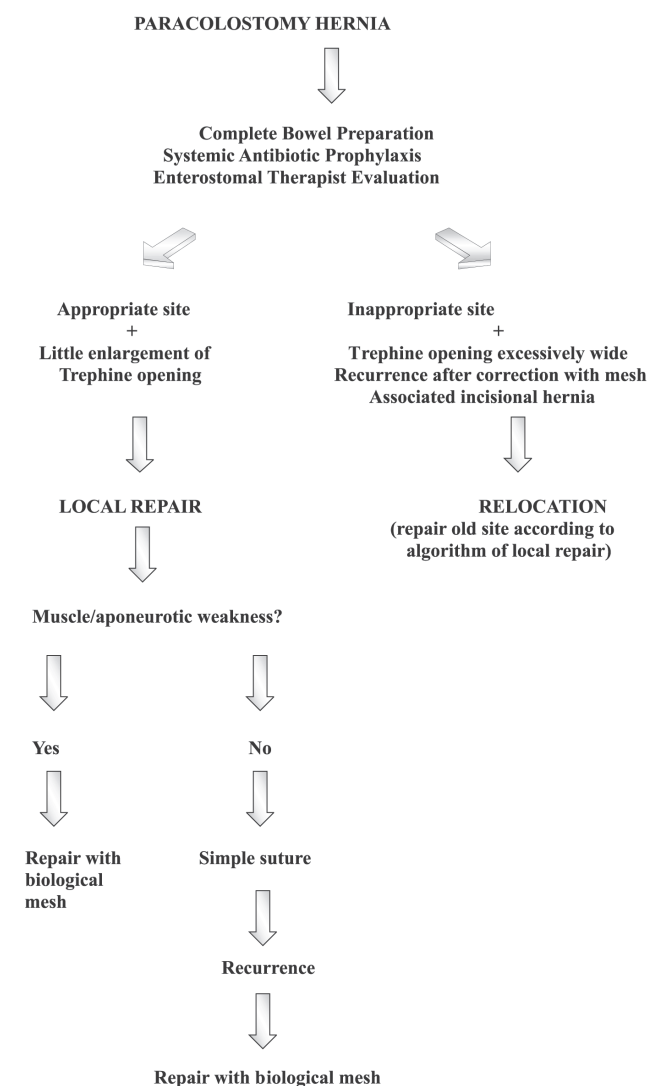 PARACOLOSTOMY HERNIA
Complete Bowel Preparation
Systemic Antibiotic Prophylaxis
Enterostomal Therapist Evaluation
Appropriate site
+
Little enlargement of
Trephine opening
Inappropriate site
+
Trephine opening excessively wide
Recurrence after correction with mesh
Associated incisional hernia
LOCAL REPAIR
RELOCATION
(repair old site according to
algorithm of local repair)
Muscle/aponeurotic weakness?
Yes
No
Repair with
biological
mesh
Simple suture
Recurrence
Repair with biological mesh